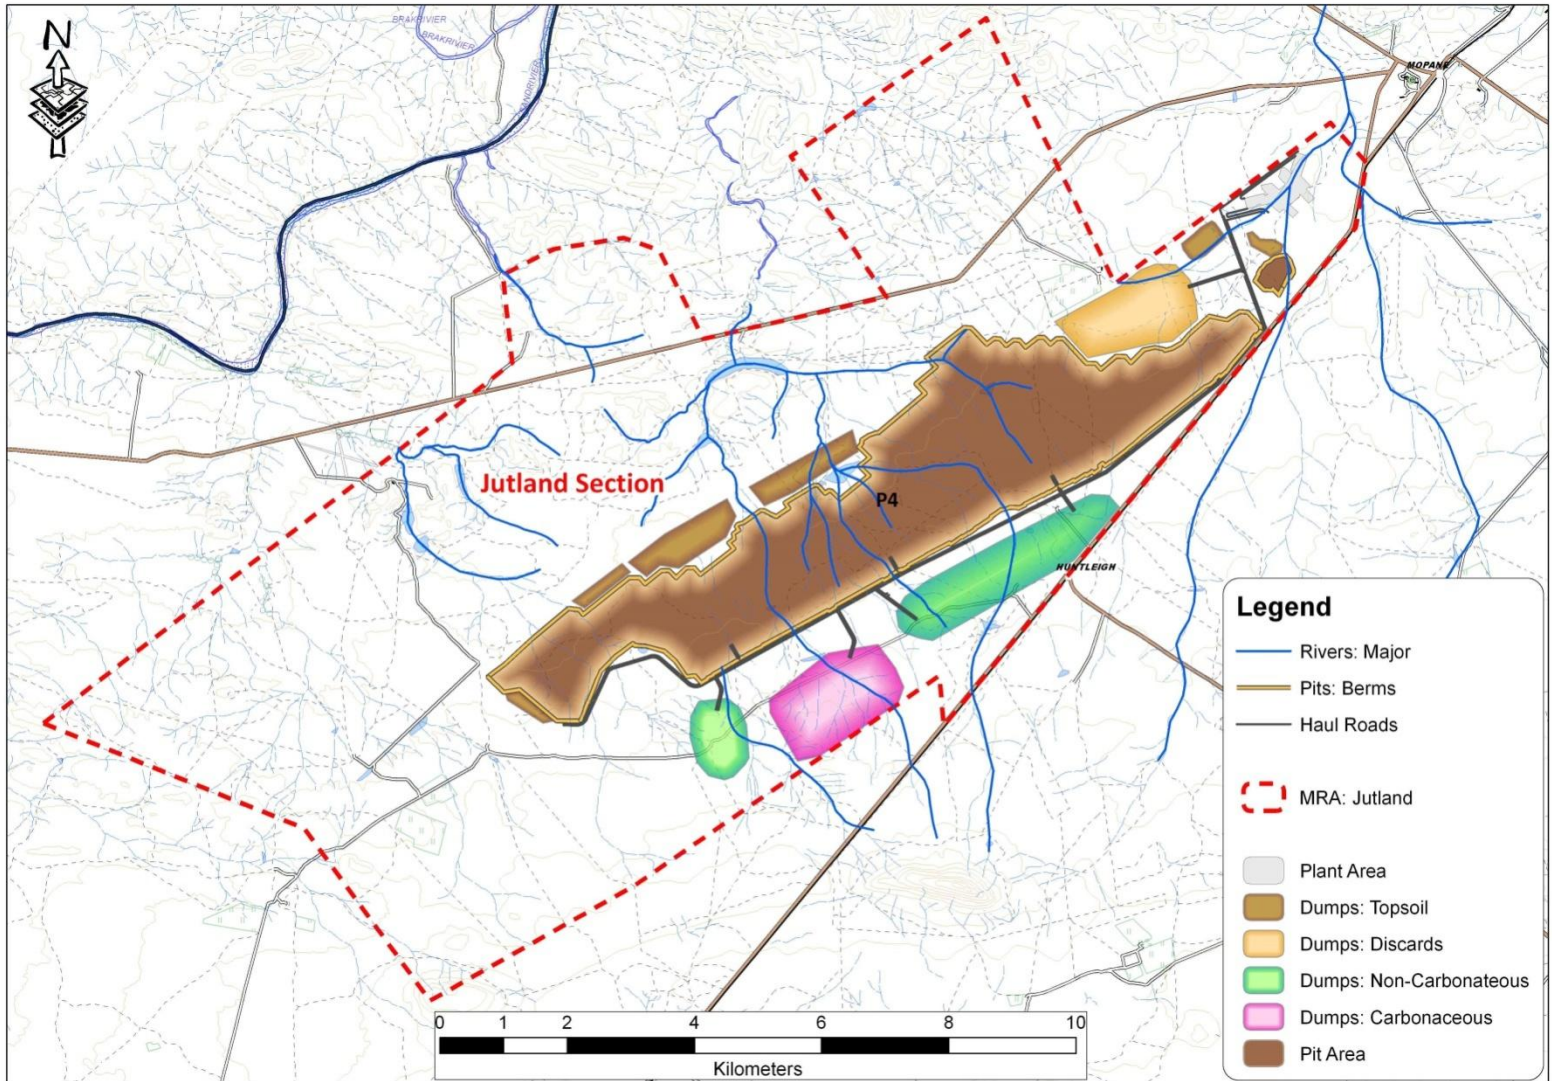 N
BRAKRIVIER
BRAKRIVIER
SANDRIVIER
MOPANE
Jutland Section
P4
HUNTLEIGH
Legend
Rivers: Major
Pits: Berms
Haul Roads
MRA: Jutland
Plant Area
Dumps: Topsoil
Dumps: Discards
Dumps: Non-Carbonateous
Dumps: Carbonaceous
Pit Area
0 1 2 4 6 8 10
Kilometers